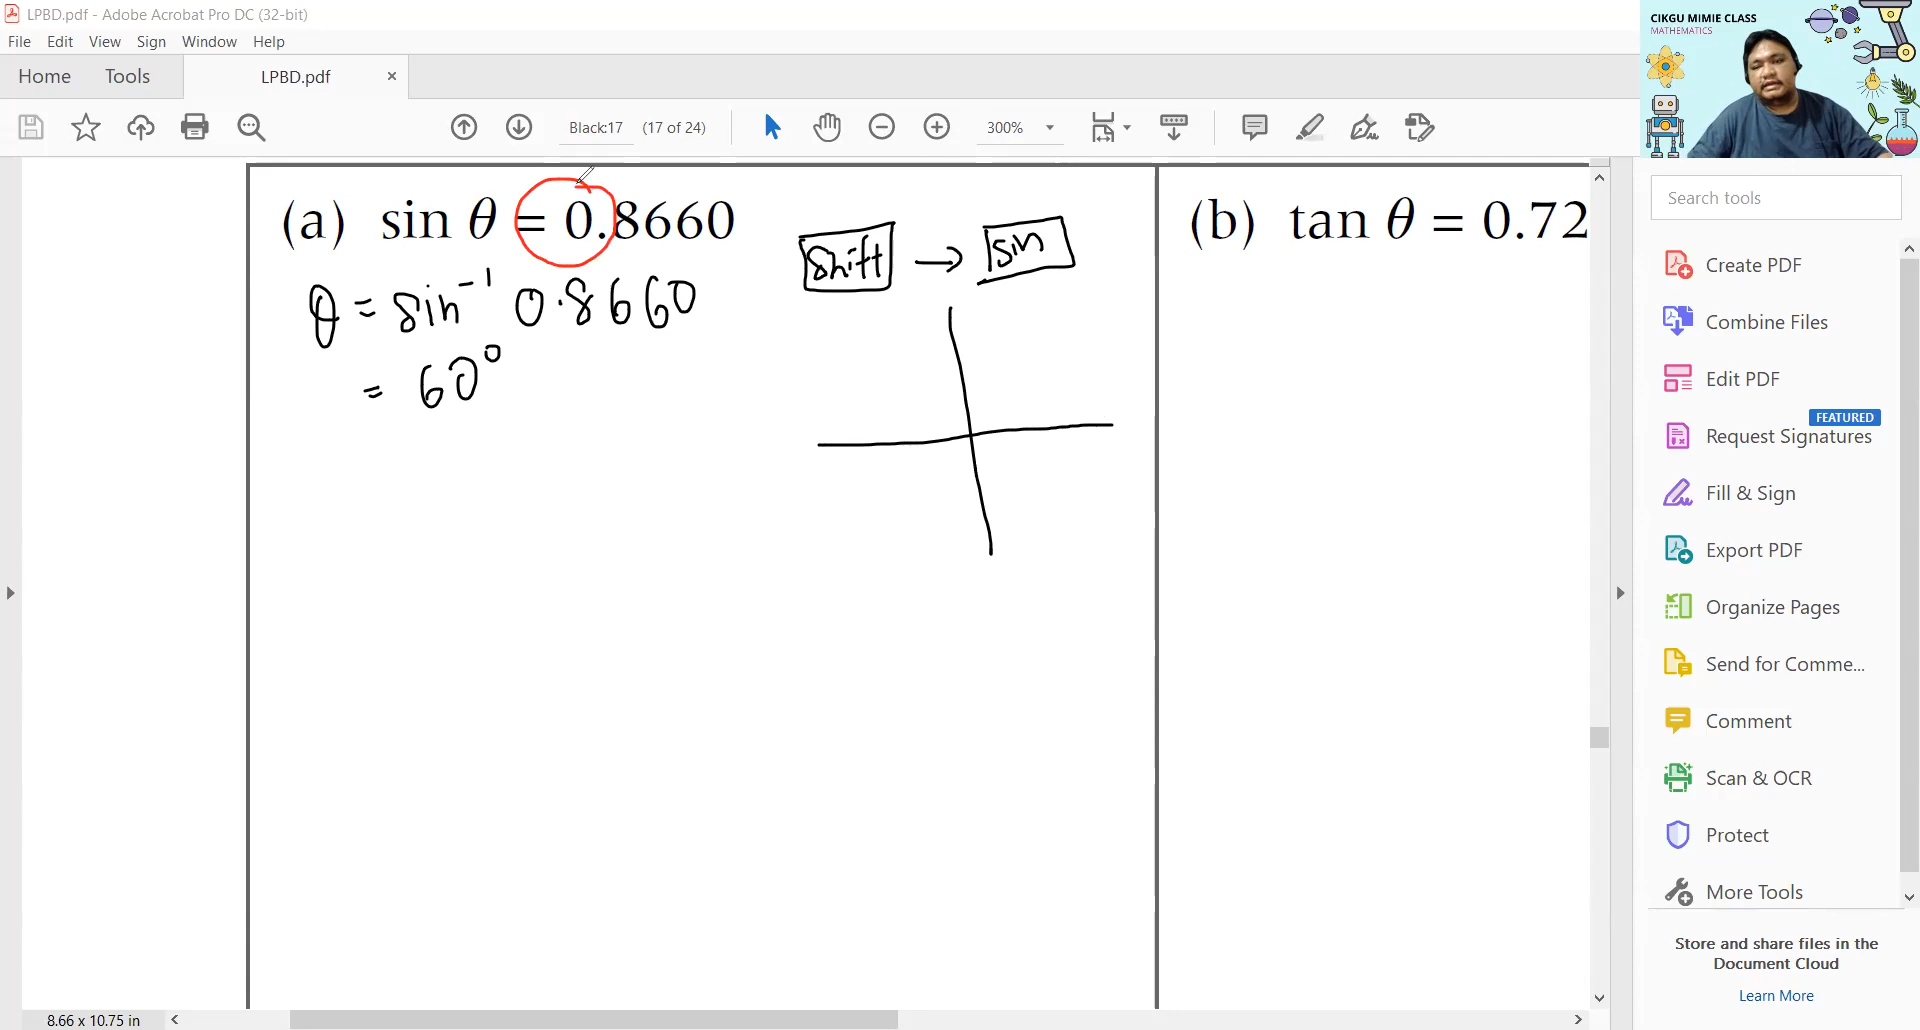 LPBD.pdf - Adobe Acrobat Pro DC (32-bit)
File Edit View Sign Window Help
Home Tools LPBD.pdf ×
Black:17 (17 of 24) 300%
CIKGU MIMIE CLASS
MATHEMATICS
(a) sin θ = 0.8660
shift → sin
θ = sin⁻¹ 0.8660
= 60°
(b) tan θ = 0.72
Search tools
Create PDF
Combine Files
Edit PDF
FEATURED
Request Signatures
Fill & Sign
Export PDF
Organize Pages
Send for Comme...
Comment
Scan & OCR
Protect
More Tools
Store and share files in the
Document Cloud
Learn More
8.66 x 10.75 in